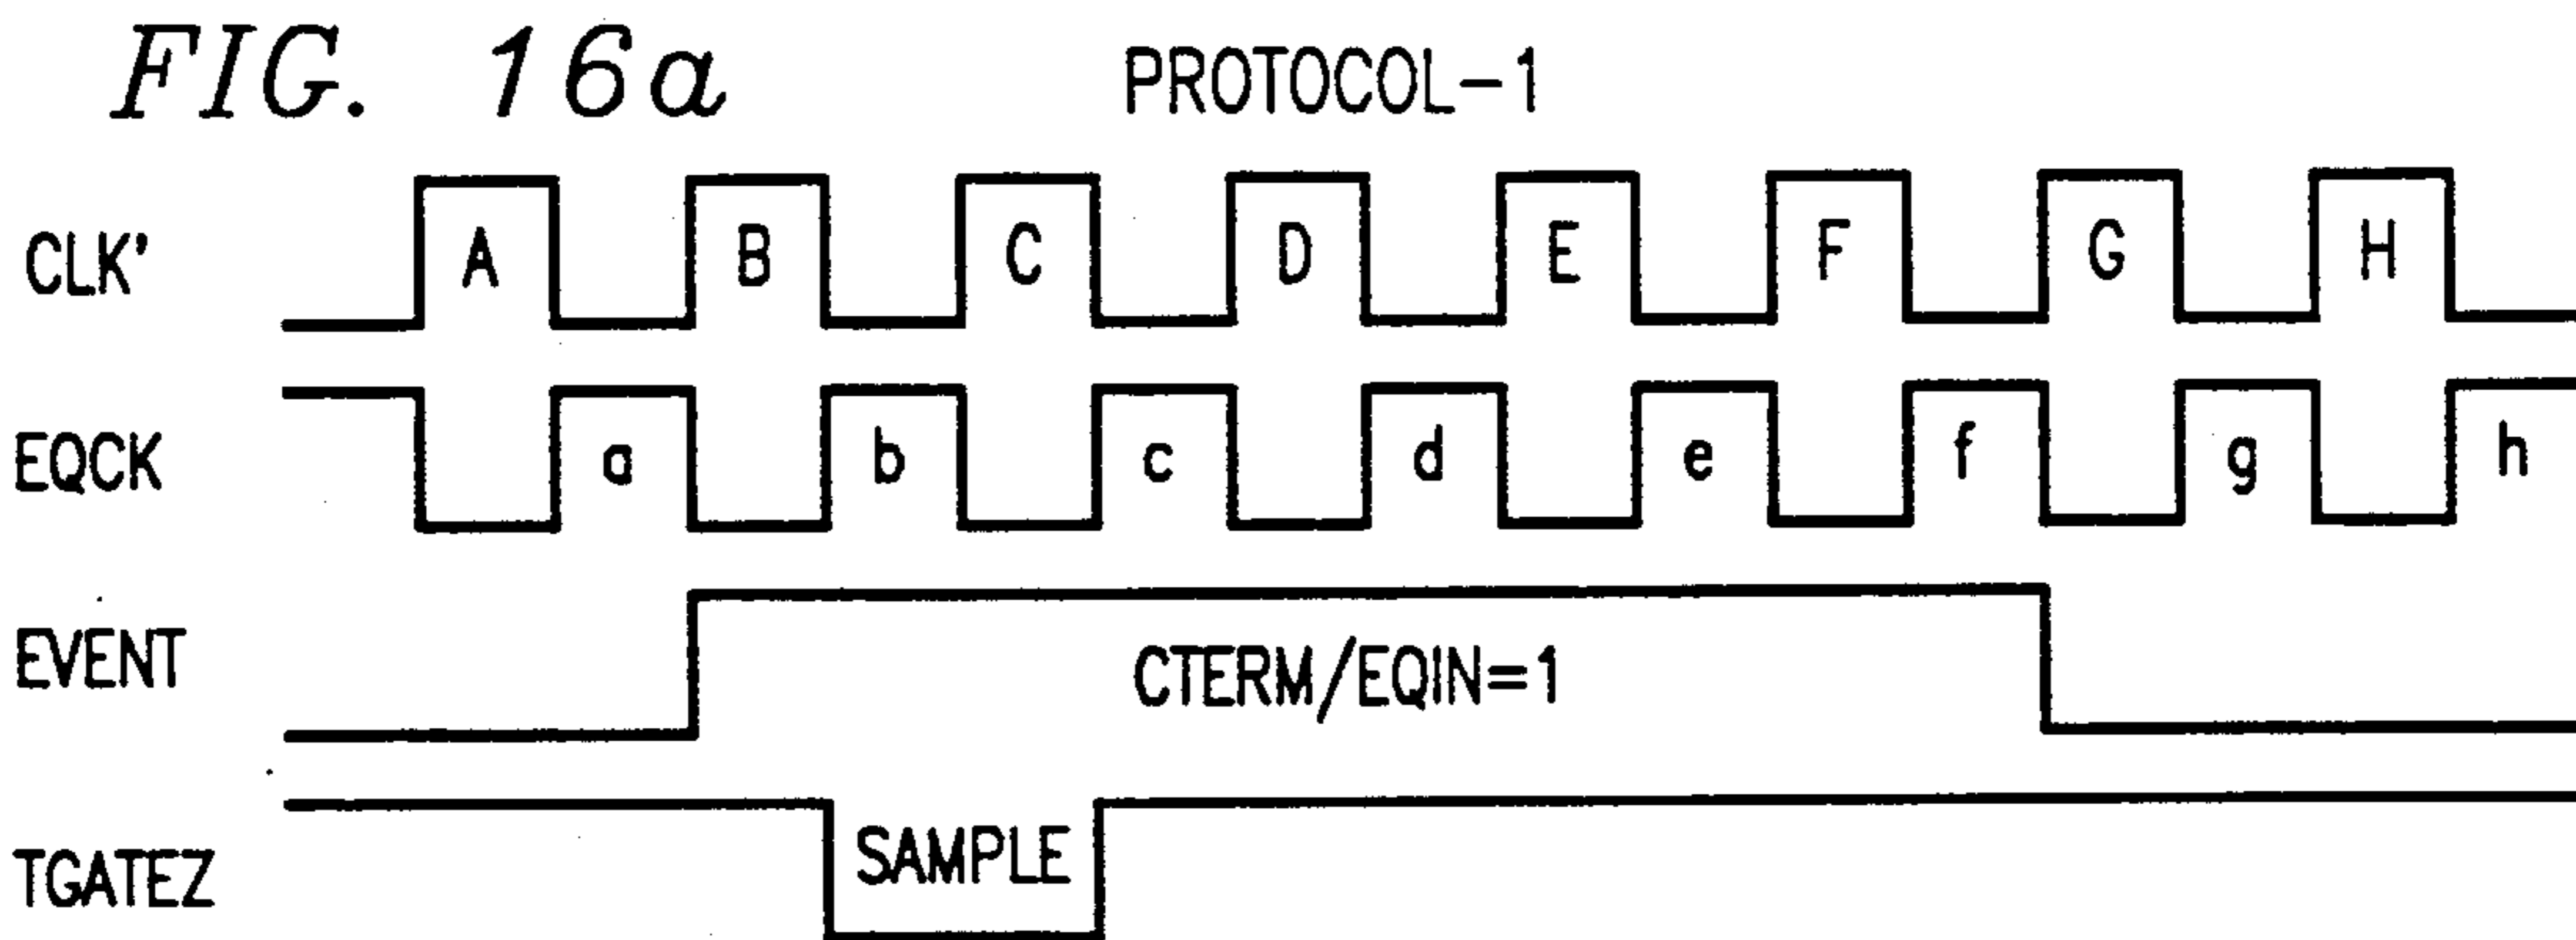 FIG. 16a
PROTOCOL-1
CLK' A B C D E F G H
EQCK a b c d e f g h
EVENT CTERM/EQIN=1
TGATEZ SAMPLE